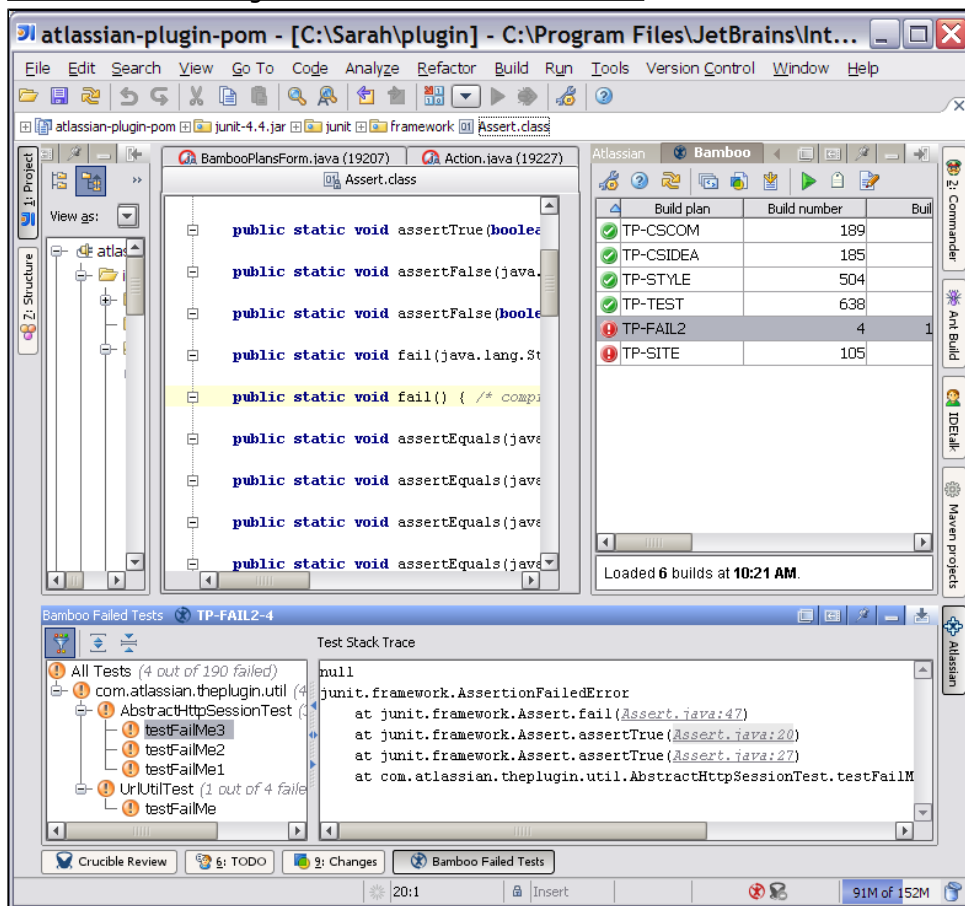 atlassian-plugin-pom - [C:\Sarah\plugin] - C:\Program Files\JetBrains\Int...
File Edit Search View Go To Code Analyze Refactor Build Run Tools Version Control Window Help
atlassian-plugin-pom junit-4.4.jar junit framework Assert.class
1: Project
7: Structure
View as:
atlas
BambooPlansForm.java (19207) Action.java (19227)
Assert.class
public static void assertTrue(boolea
public static void assertFalse(java.
public static void assertFalse(boole
public static void fail(java.lang.St
public static void fail() { /* compi
public static void assertEquals(java
public static void assertEquals(java
public static void assertEquals(java
public static void assertEquals(java
Atlassian Bamboo
Build plan Build number Buil
TP-CSCOM 189
TP-CSIDEA 185
TP-STYLE 504
TP-TEST 638
TP-FAIL2 4 1
TP-SITE 105
Loaded 6 builds at 10:21 AM.
2: Commander
Ant Build
IDEtalk
Maven projects
Atlassian
Bamboo Failed Tests TP-FAIL2-4
Test Stack Trace
All Tests (4 out of 190 failed)
com.atlassian.theplugin.util (4
AbstractHttpSessionTest (
testFailMe3
testFailMe2
testFailMe1
UrlUtilTest (1 out of 4 faile
testFailMe
null
junit.framework.AssertionFailedError
at junit.framework.Assert.fail(Assert.java:47)
at junit.framework.Assert.assertTrue(Assert.java:20)
at junit.framework.Assert.assertTrue(Assert.java:27)
at com.atlassian.theplugin.util.AbstractHttpSessionTest.testFailM
Crucible Review 6: TODO 9: Changes Bamboo Failed Tests
20:1 Insert 91M of 152M